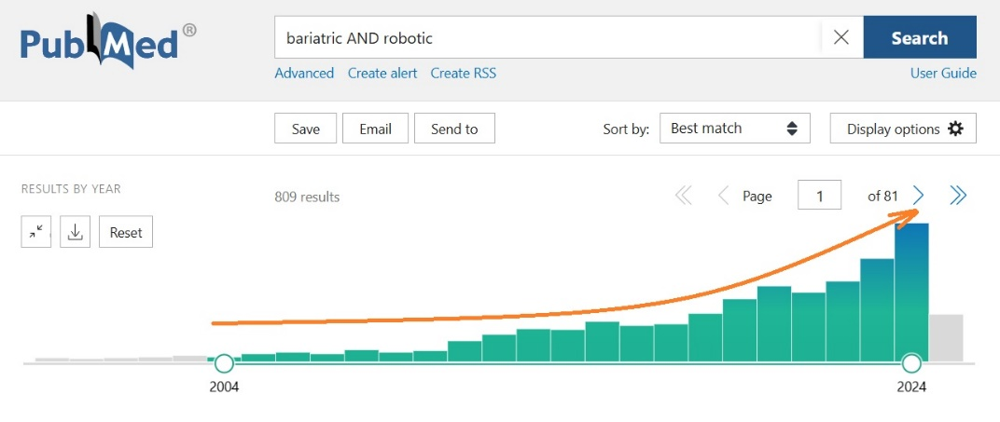 PubMed®
bariatric AND robotic
Search
Advanced Create alert Create RSS User Guide
Save Email Send to Sort by: Best match Display options
RESULTS BY YEAR
809 results Page 1 of 81
Reset
2004 2024